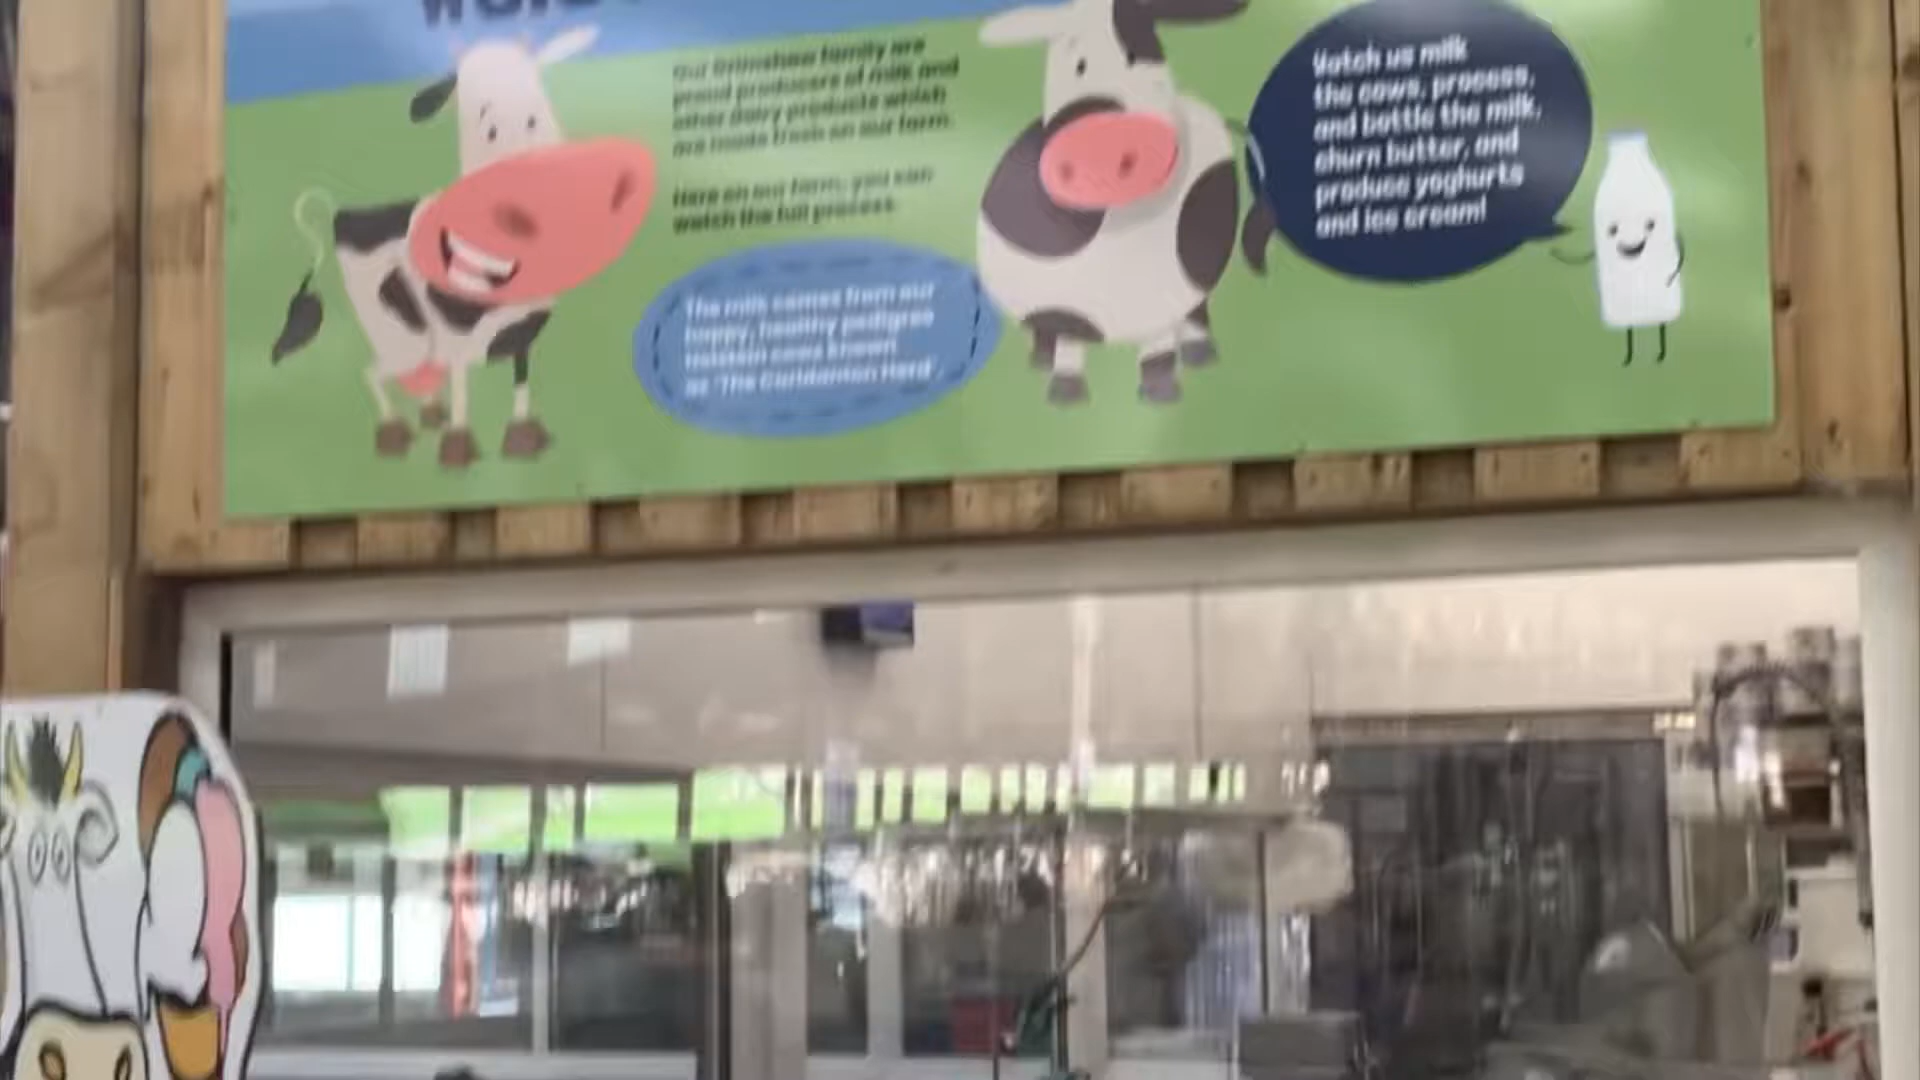 Our Grimshaw family are
proud producers of milk and
other dairy products which
are made fresh on our farm.
Here on our farm, you can
watch the full process.
The milk comes from our
happy, healthy pedigree
Holstein cows known
as 'The Herd'.
Watch us milk
the cows, process,
and bottle the milk,
churn butter, and
produce yoghurts
and ice cream!